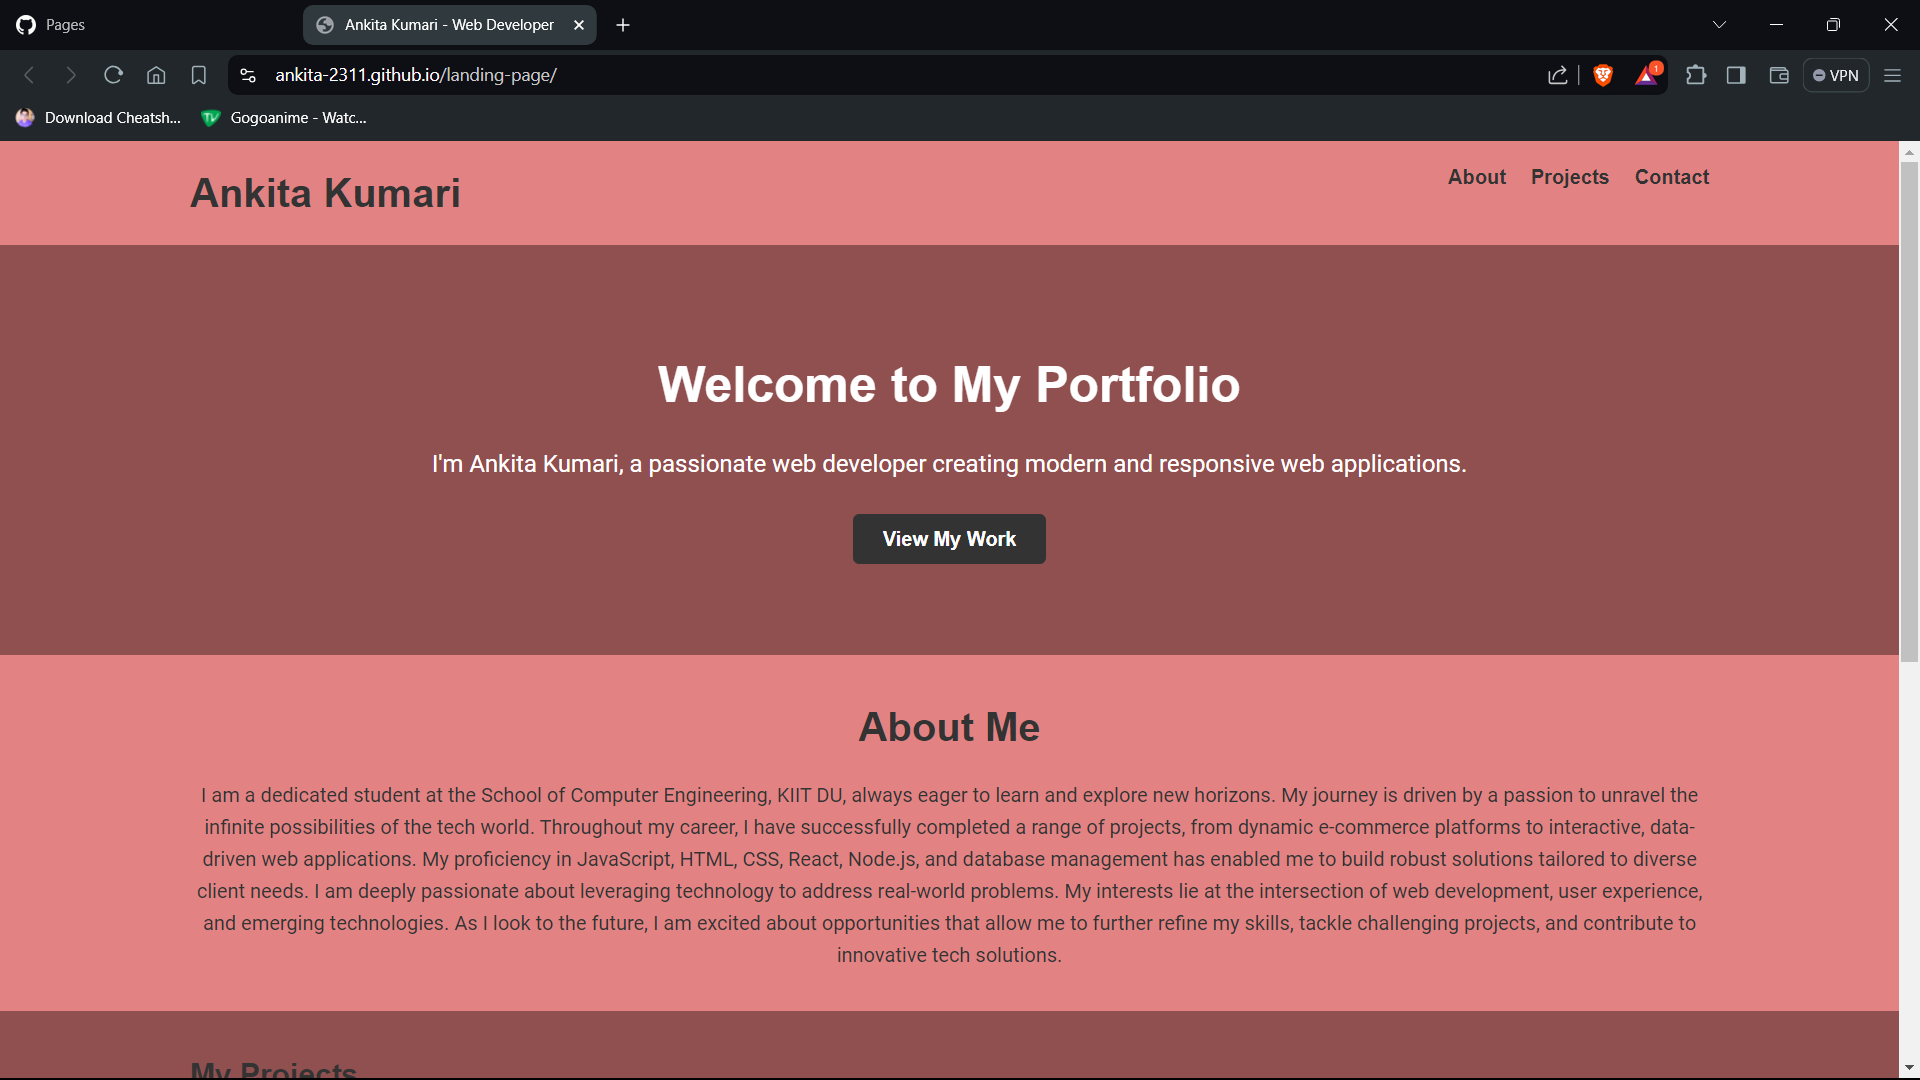 Pages
Ankita Kumari - Web Developer
ankita-2311.github.io/landing-page/
1
VPN
Download Cheatsh...
TV
Gogoanime - Watc...
Ankita Kumari
About
Projects
Contact
Welcome to My Portfolio
I'm Ankita Kumari, a passionate web developer creating modern and responsive web applications.
View My Work
About Me
I am a dedicated student at the School of Computer Engineering, KIIT DU, always eager to learn and explore new horizons. My journey is driven by a passion to unravel the
infinite possibilities of the tech world. Throughout my career, I have successfully completed a range of projects, from dynamic e-commerce platforms to interactive, data-
driven web applications. My proficiency in JavaScript, HTML, CSS, React, Node.js, and database management has enabled me to build robust solutions tailored to diverse
client needs. I am deeply passionate about leveraging technology to address real-world problems. My interests lie at the intersection of web development, user experience,
and emerging technologies. As I look to the future, I am excited about opportunities that allow me to further refine my skills, tackle challenging projects, and contribute to
innovative tech solutions.
My Projects